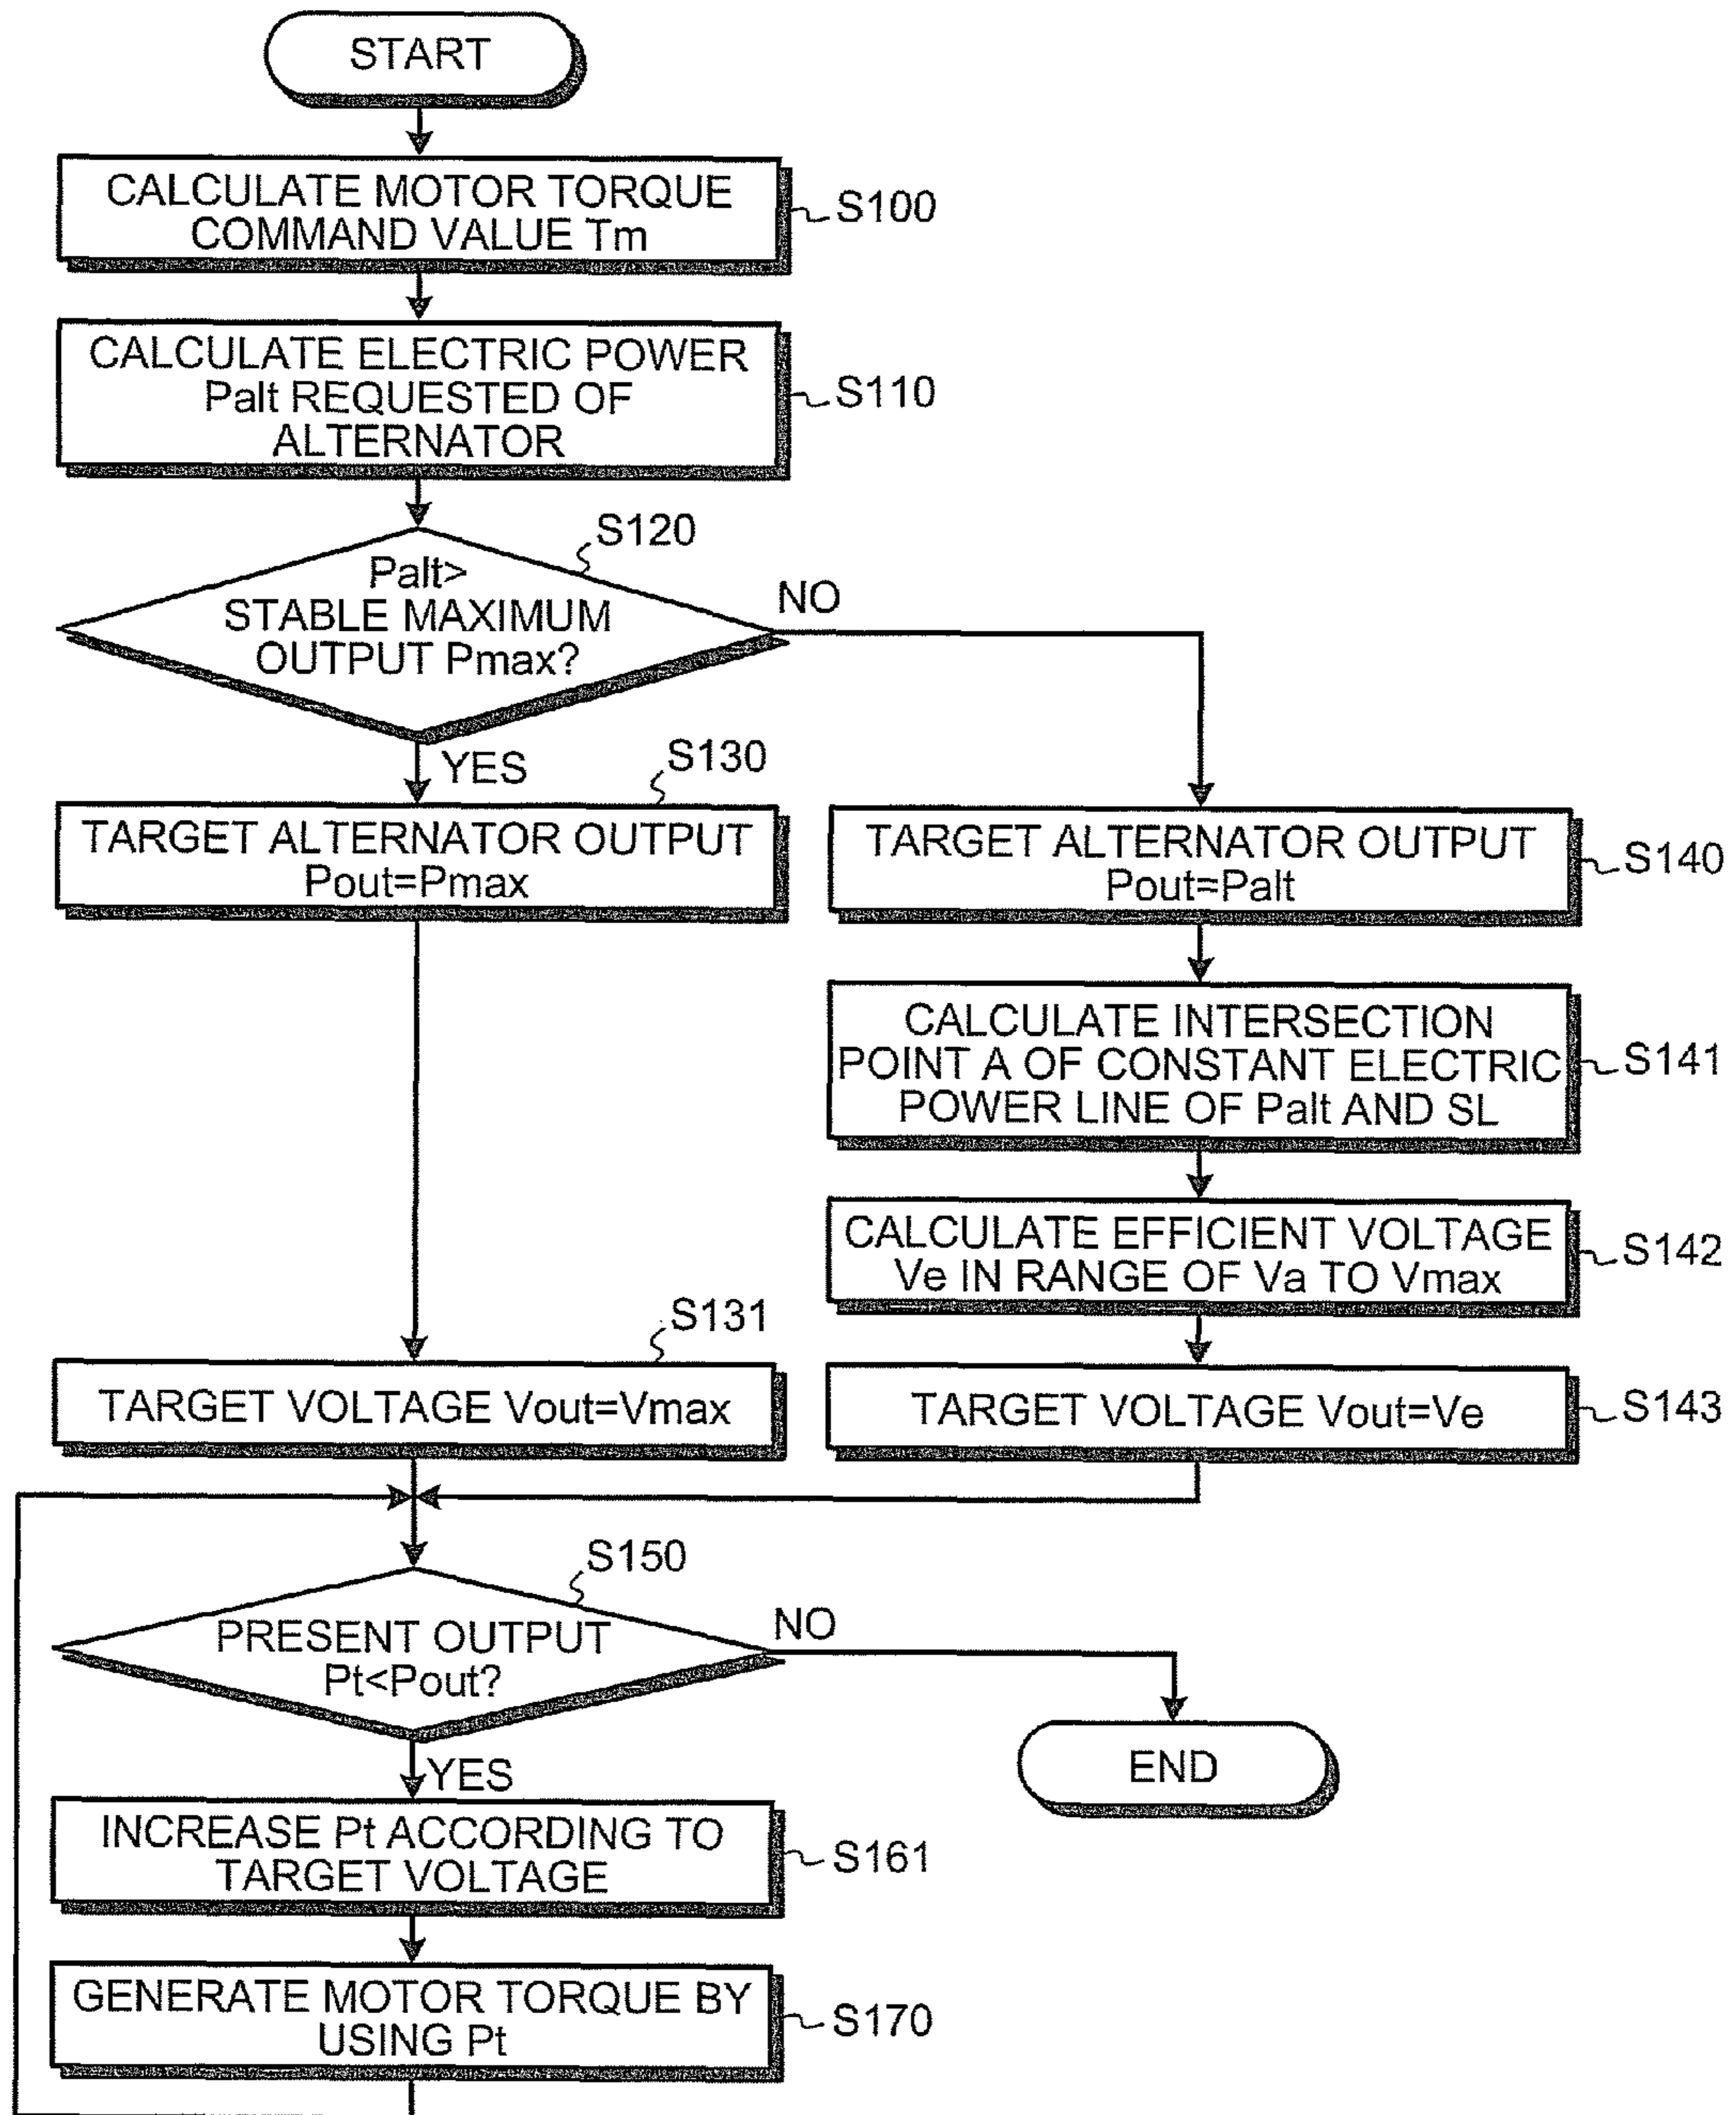 START
CALCULATE MOTOR TORQUE
COMMAND VALUE Tm
S100
CALCULATE ELECTRIC POWER
Palt REQUESTED OF
ALTERNATOR
S110
S120
Palt>
STABLE MAXIMUM
OUTPUT Pmax?
NO
YES
S130
TARGET ALTERNATOR OUTPUT
Pout=Pmax
TARGET ALTERNATOR OUTPUT
Pout=Palt
S140
CALCULATE INTERSECTION
POINT A OF CONSTANT ELECTRIC
POWER LINE OF Palt AND SL
S141
CALCULATE EFFICIENT VOLTAGE
Ve IN RANGE OF Va TO Vmax
S142
S131
TARGET VOLTAGE Vout=Vmax
TARGET VOLTAGE Vout=Ve
S143
S150
PRESENT OUTPUT
Pt<Pout?
NO
END
YES
INCREASE Pt ACCORDING TO
TARGET VOLTAGE
S161
GENERATE MOTOR TORQUE BY
USING Pt
S170